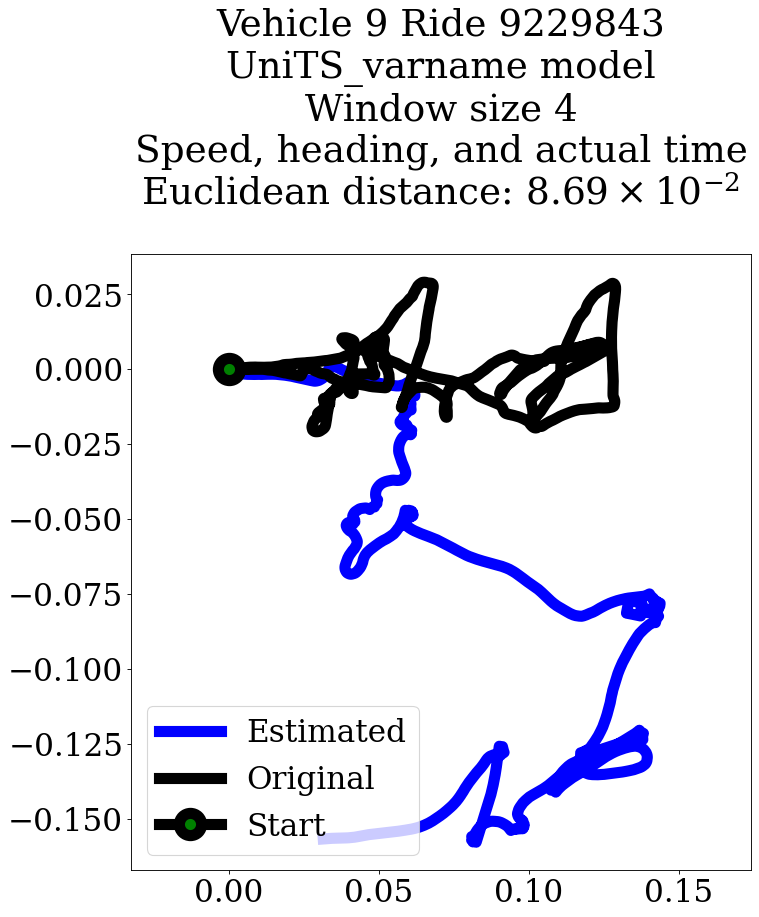 Vehicle 9 Ride 9229843
UniTS_varname model
Window size 4
Speed, heading, and actual time
Euclidean distance: 8.69 × 10⁻²
0.025
0.000
−0.025
−0.050
−0.075
−0.100
−0.125
−0.150
Estimated
Original
Start
0.00 0.05 0.10 0.15